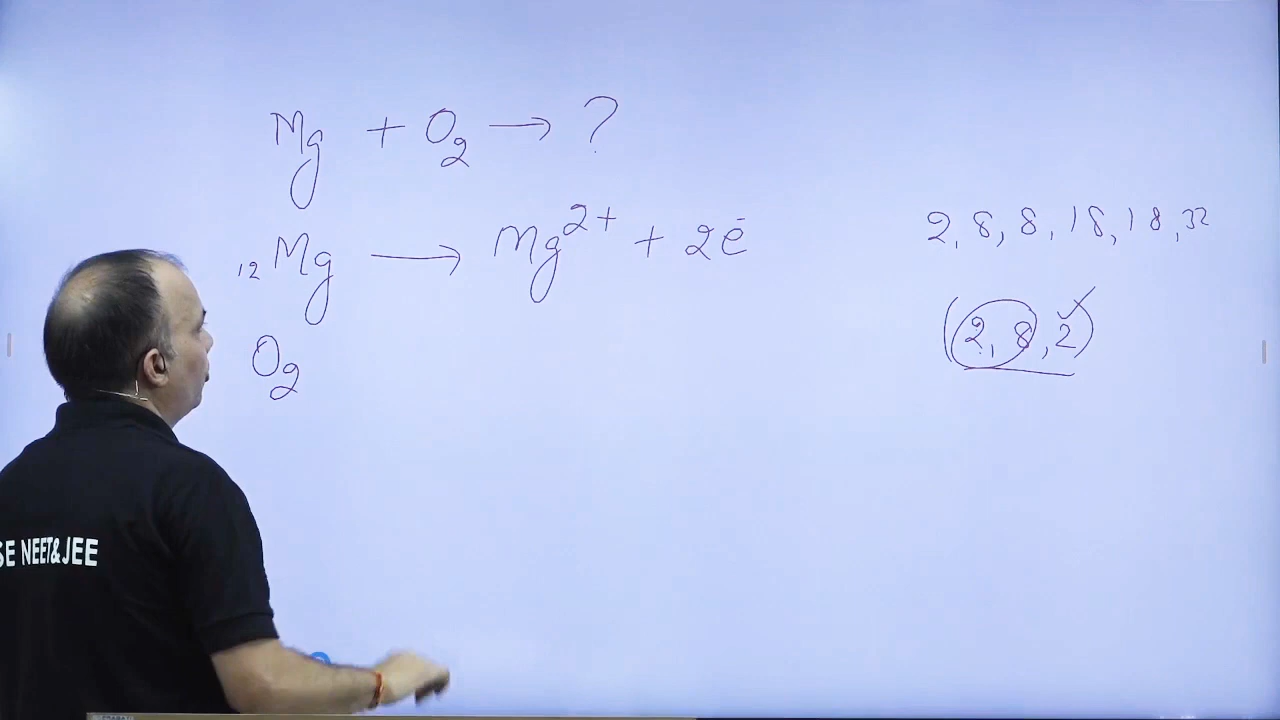 Mg + O₂ → ?
₁₂Mg → Mg²⁺ + 2e⁻
O₂
2, 8, 8, 18, 18, 32
(2, 8, 2) ✓
SE NEET&JEE